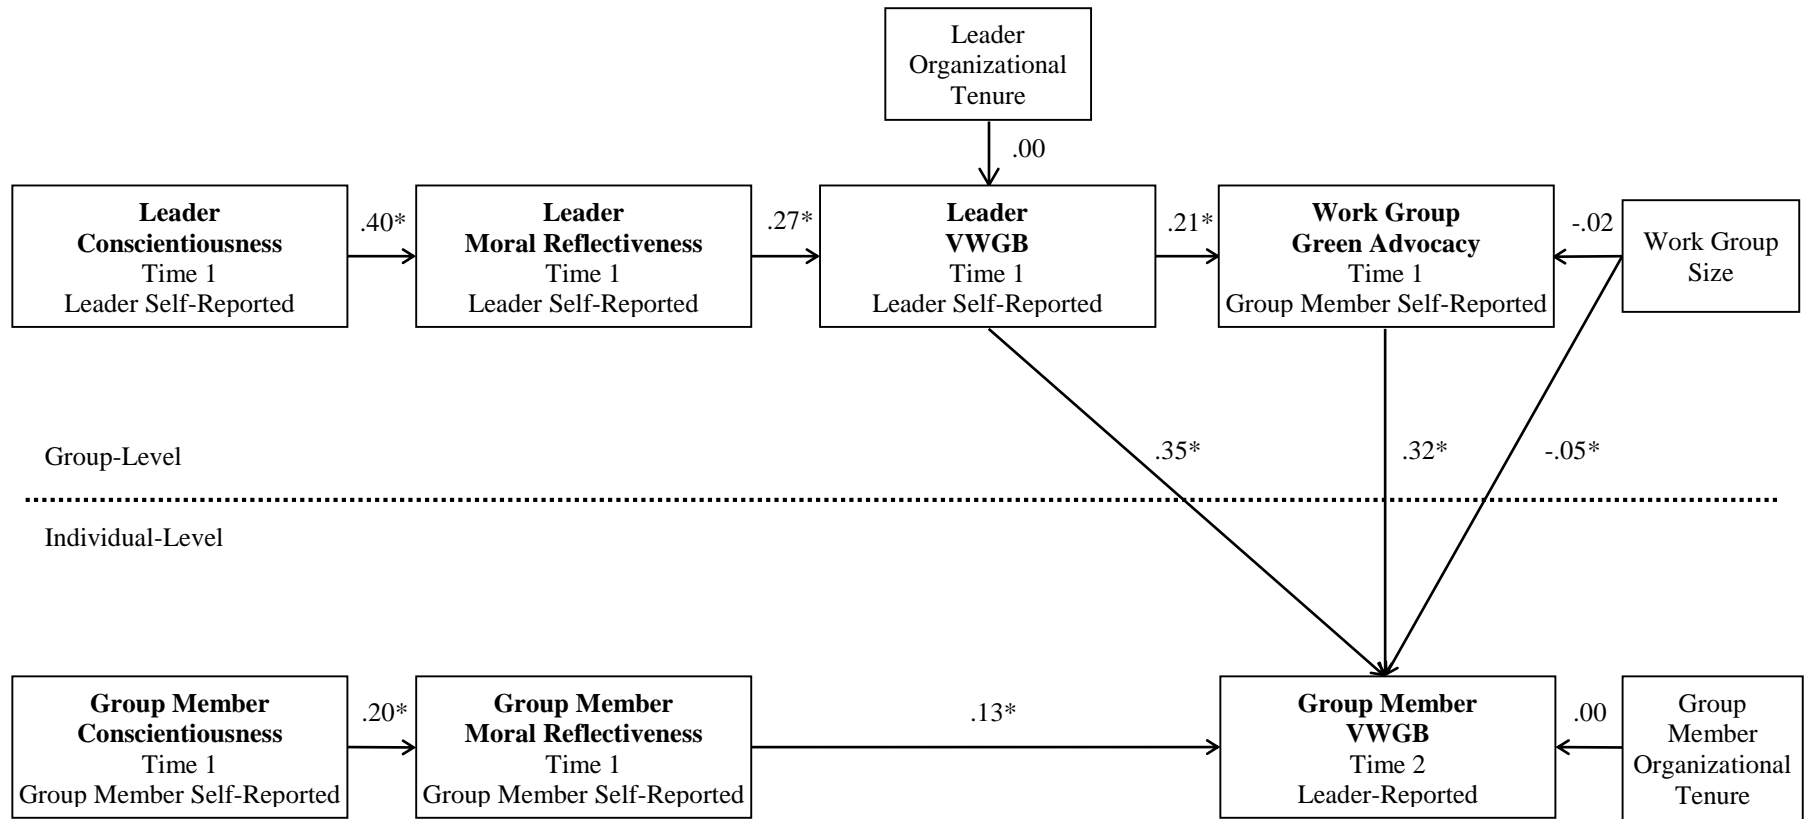 Leader
Organizational
Tenure
.00
Leader
Conscientiousness
Time 1
Leader Self-Reported
.40*
Leader
Moral Reflectiveness
Time 1
Leader Self-Reported
.27*
Leader
VWGB
Time 1
Leader Self-Reported
.21*
Work Group
Green Advocacy
Time 1
Group Member Self-Reported
-.02
Work Group
Size
Group-Level
.35*
.32*
-.05*
Individual-Level
Group Member
Conscientiousness
Time 1
Group Member Self-Reported
.20*
Group Member
Moral Reflectiveness
Time 1
Group Member Self-Reported
.13*
Group Member
VWGB
Time 2
Leader-Reported
.00
Group
Member
Organizational
Tenure